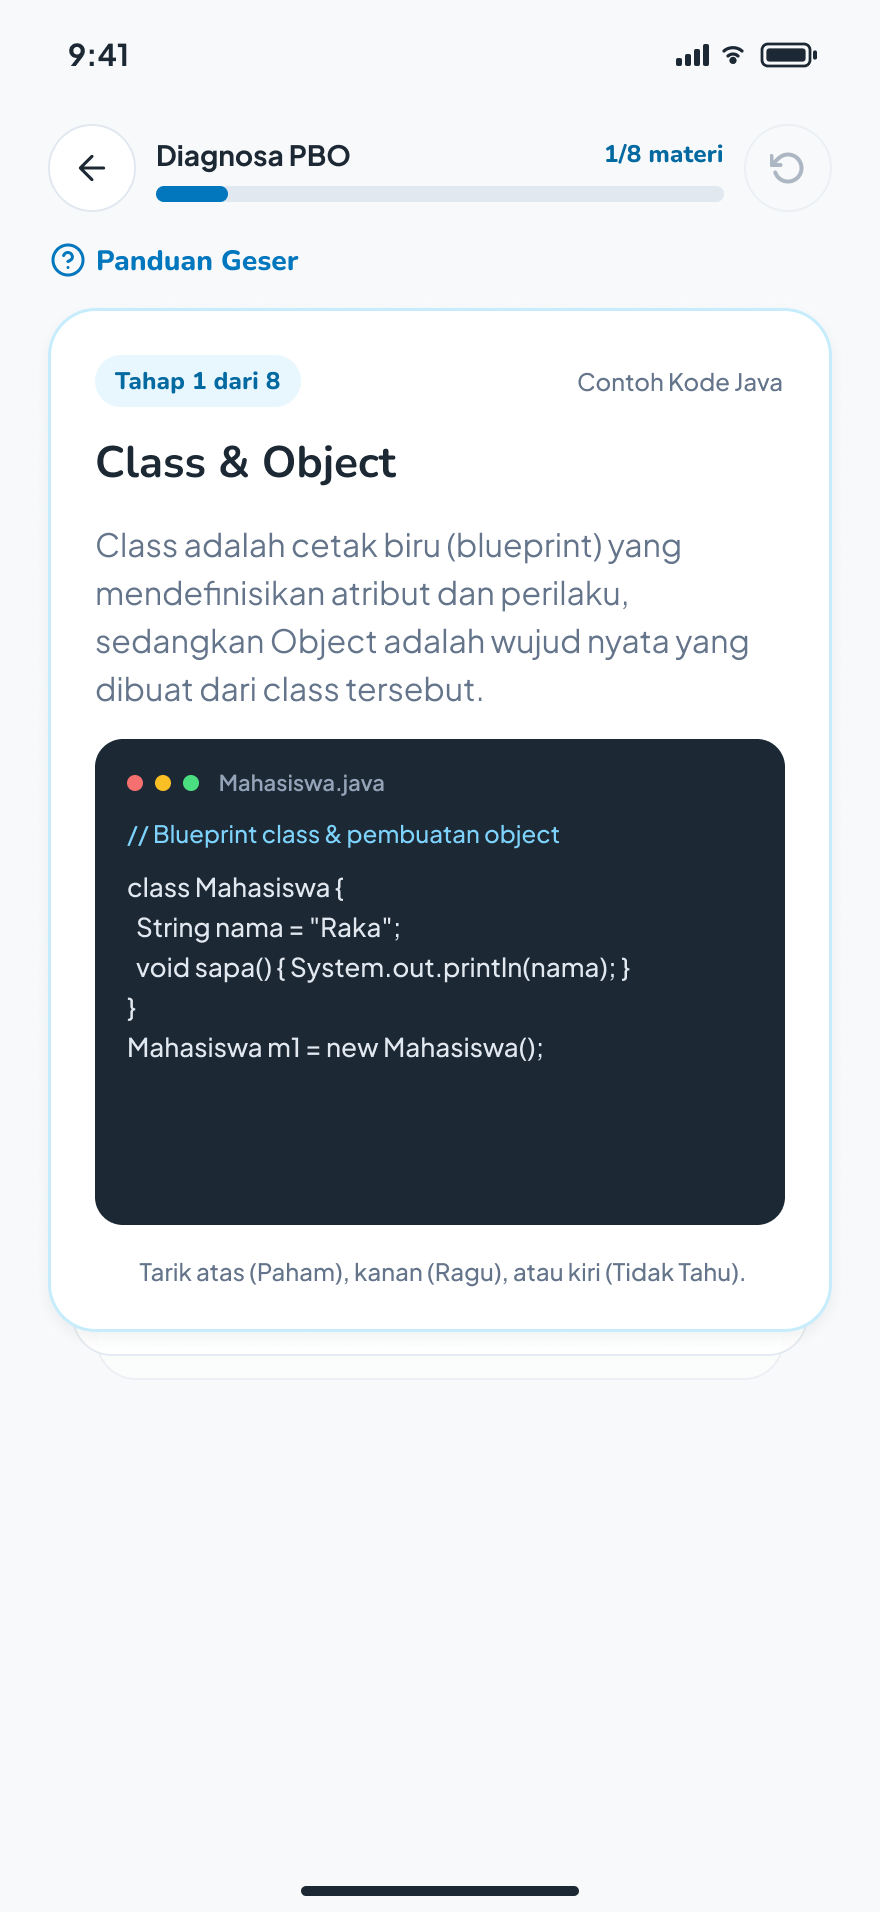 9:41
Diagnosa PBO
1/8 materi
Panduan Geser
Tahap 1 dari 8
Contoh Kode Java
Class & Object
Class adalah cetak biru (blueprint) yang
mendefinisikan atribut dan perilaku,
sedangkan Object adalah wujud nyata yang
dibuat dari class tersebut.
Mahasiswa.java
// Blueprint class & pembuatan object
class Mahasiswa {
  String nama = "Raka";
  void sapa() { System.out.println(nama); }
}
Mahasiswa m1 = new Mahasiswa();
Tarik atas (Paham), kanan (Ragu), atau kiri (Tidak Tahu).